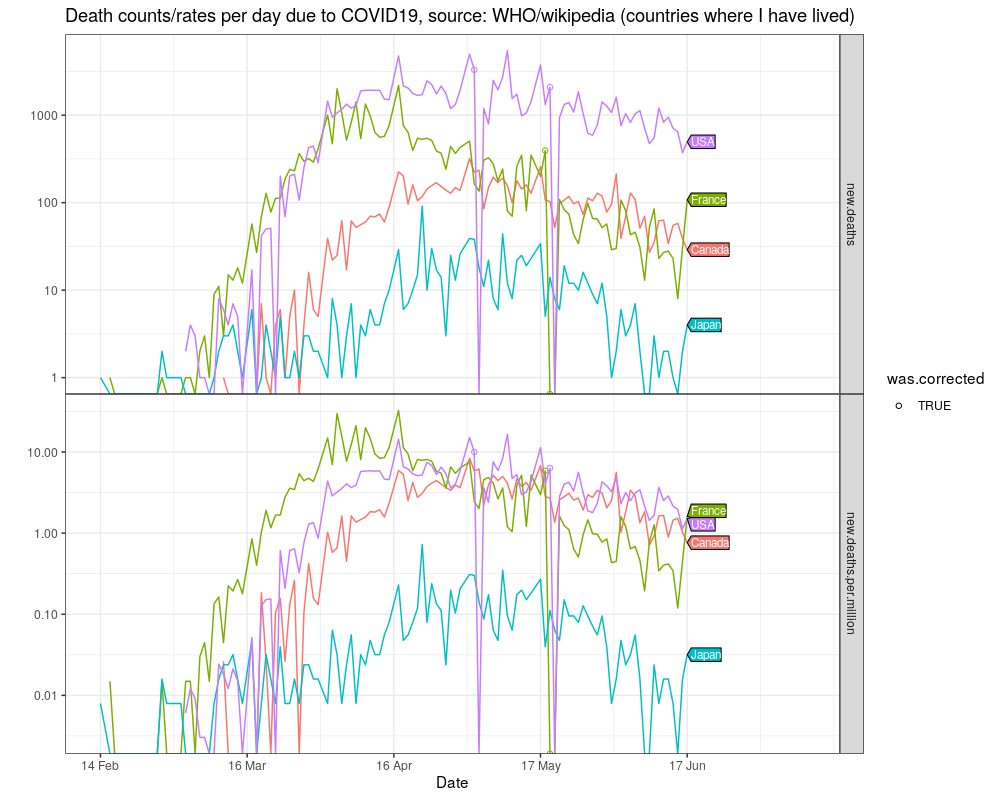 Death counts/rates per day due to COVID19, source: WHO/wikipedia (countries where I have lived)
1000
100
10
1
USA
France
Canada
Japan
new.deaths
10.00
1.00
0.10
0.01
France
USA
Canada
Japan
new.deaths.per.million
14 Feb
16 Mar
16 Apr
17 May
17 Jun
Date
was.corrected
TRUE